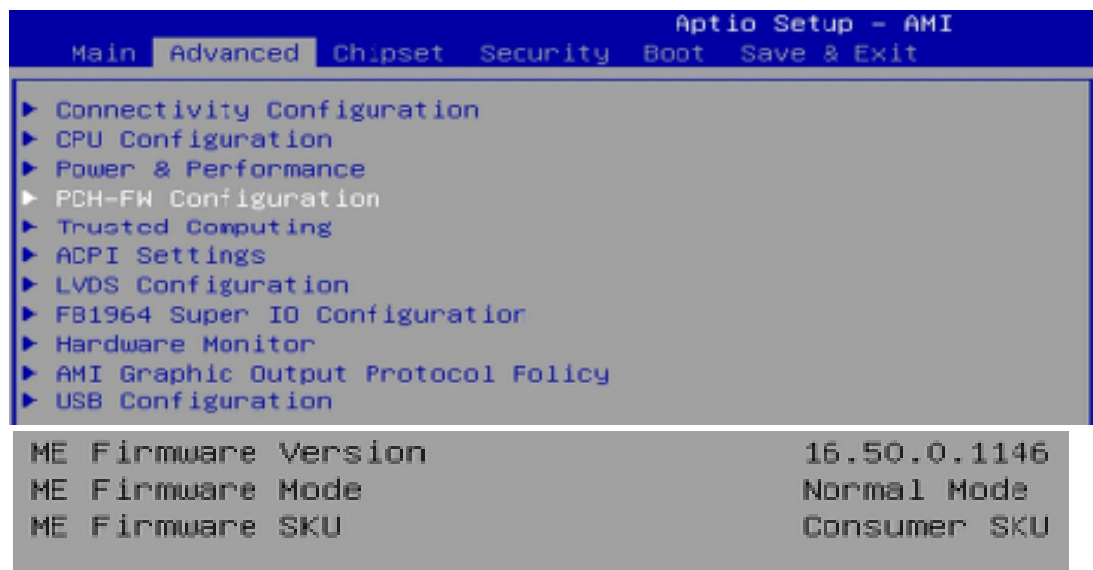 Aptio Setup - AMI
Main Advanced Chipset Security Boot Save & Exit
▶ Connectivity Configuration
▶ CPU Configuration
▶ Power & Performance
▶ PCH-FW Configuration
▶ Trusted Computing
▶ ACPI Settings
▶ LVDS Configuration
▶ F81964 Super IO Configuration
▶ Hardware Monitor
▶ AMI Graphic Output Protocol Policy
▶ USB Configuration
ME Firmware Version 16.50.0.1146
ME Firmware Mode Normal Mode
ME Firmware SKU Consumer SKU